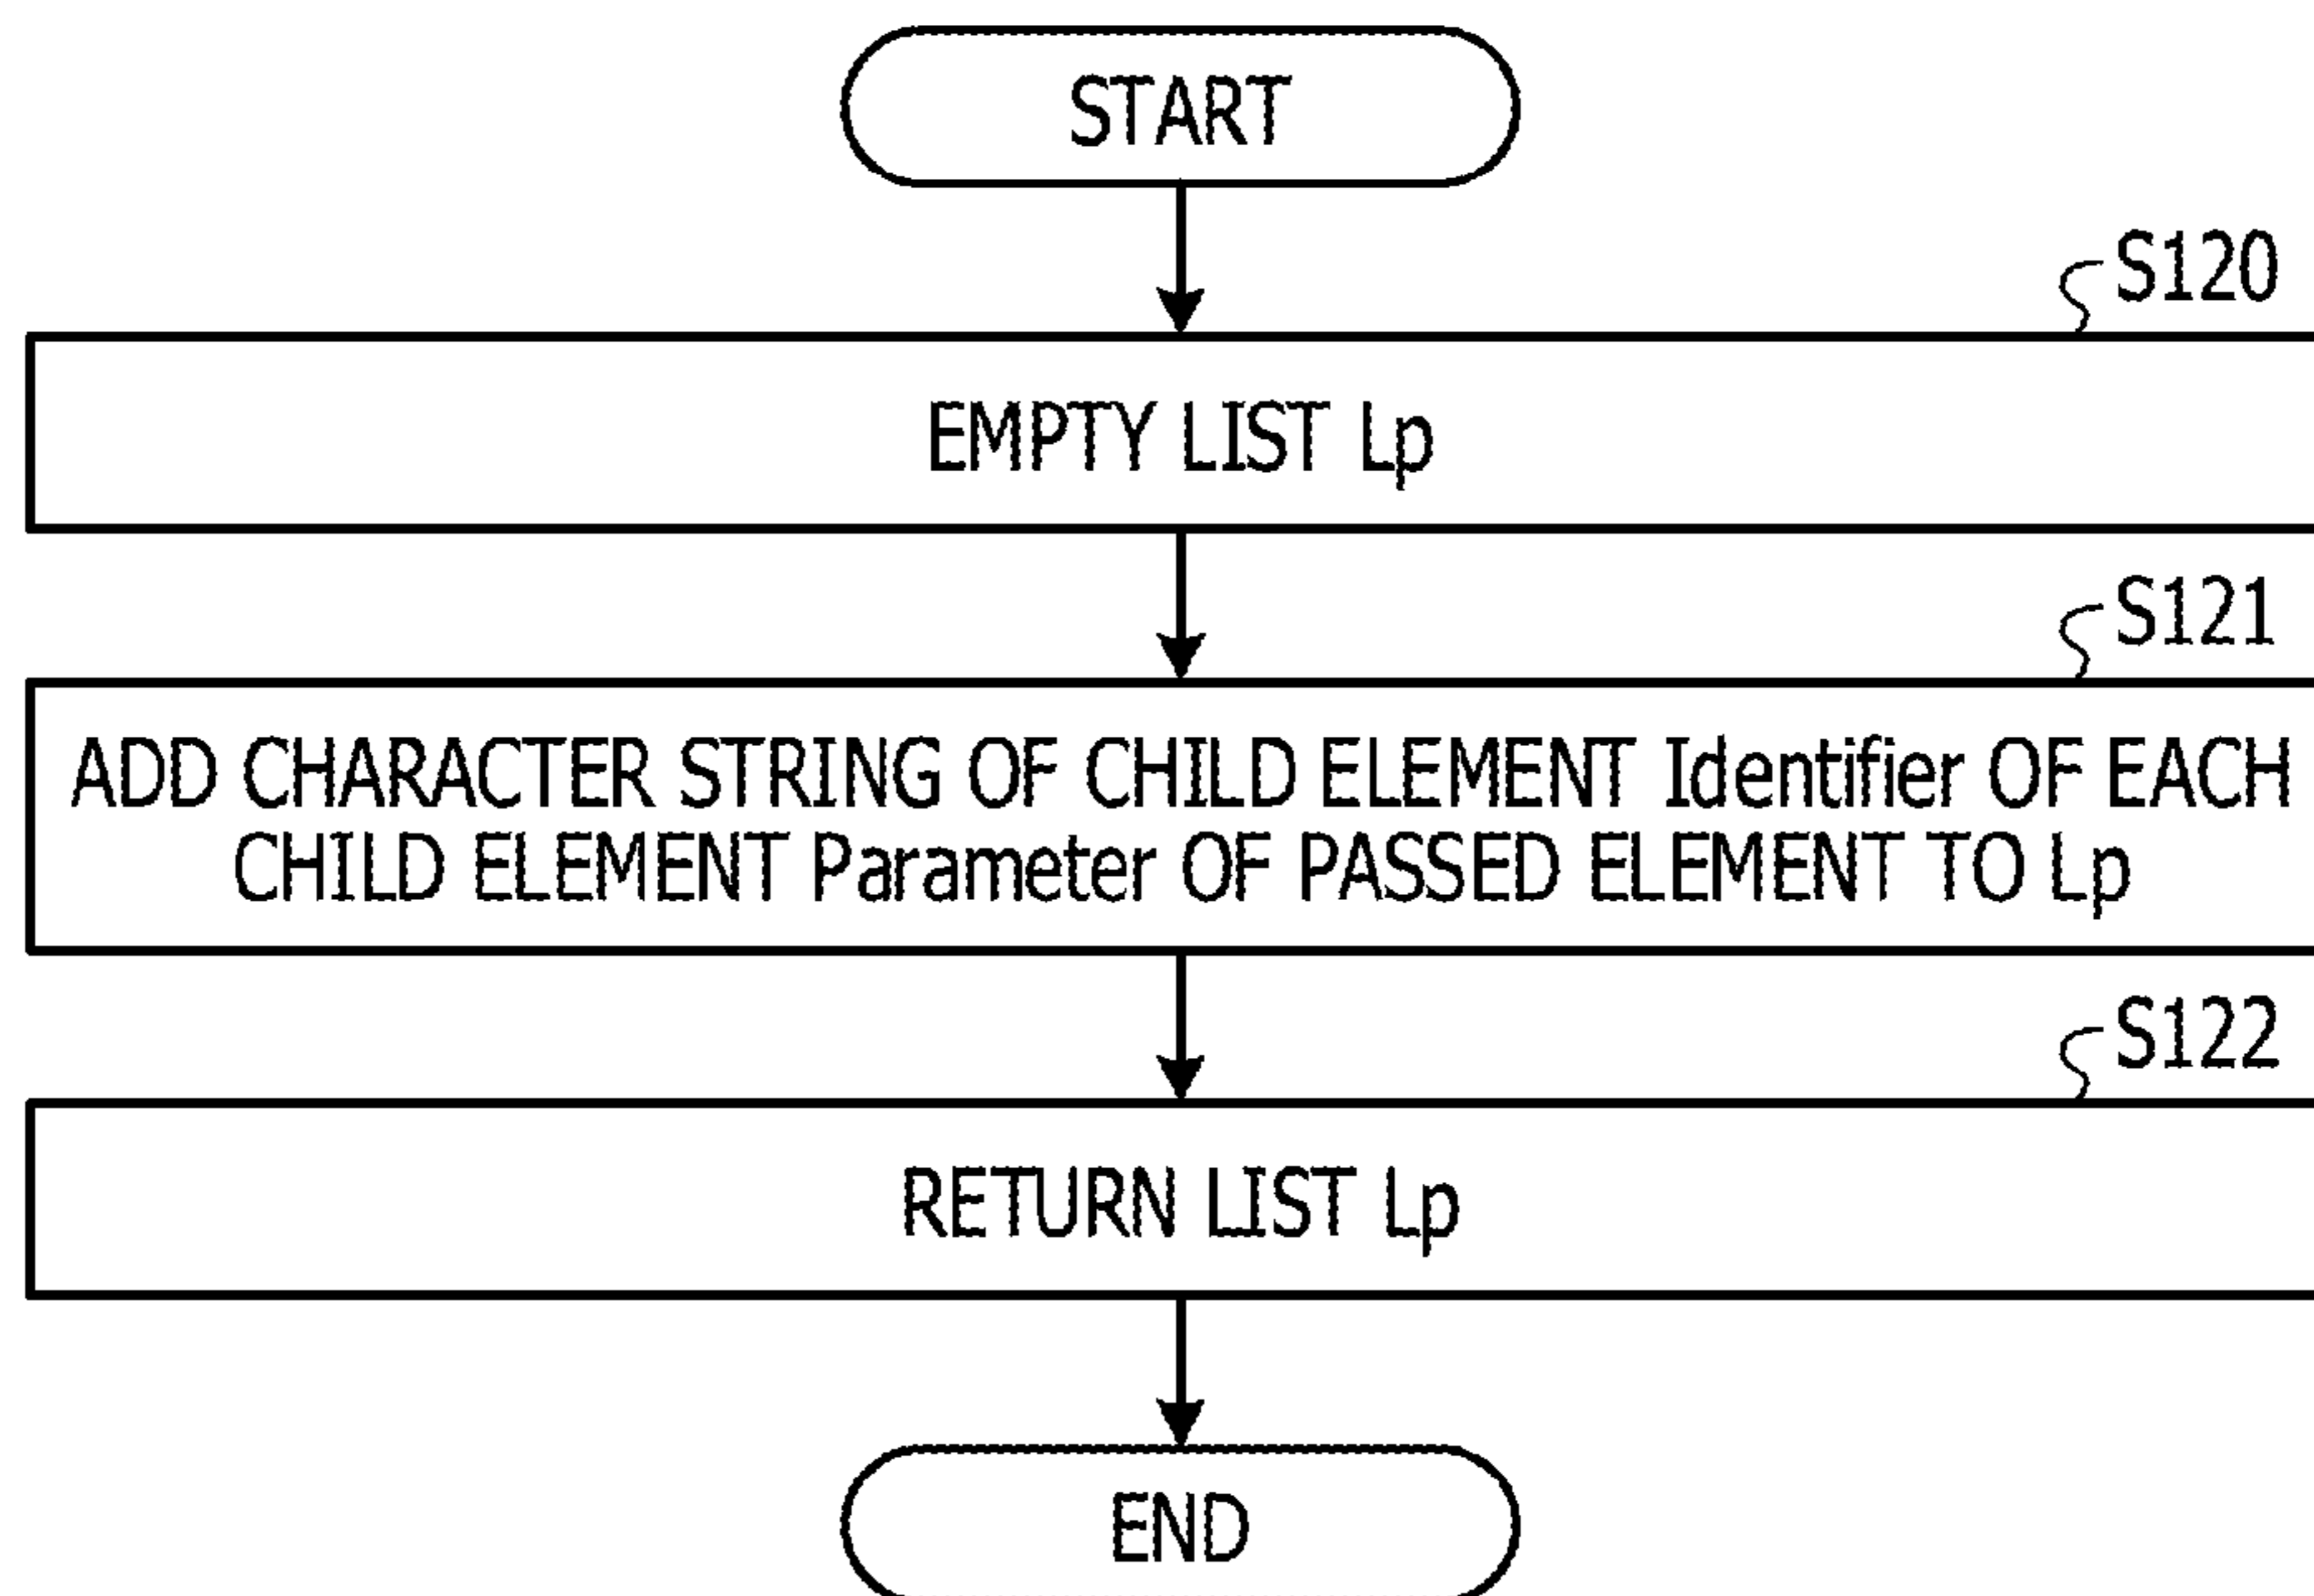 START
S120
EMPTY LIST Lp
S121
ADD CHARACTER STRING OF CHILD ELEMENT Identifier OF EACH
CHILD ELEMENT Parameter OF PASSED ELEMENT TO Lp
S122
RETURN LIST Lp
END